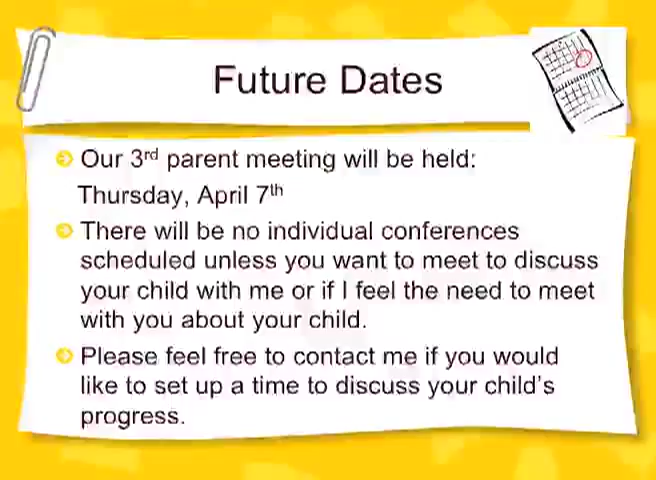 Future Dates
Our 3rd parent meeting will be held:
Thursday, April 7th
There will be no individual conferences
scheduled unless you want to meet to discuss
your child with me or if I feel the need to meet
with you about your child.
Please feel free to contact me if you would
like to set up a time to discuss your child's
progress.